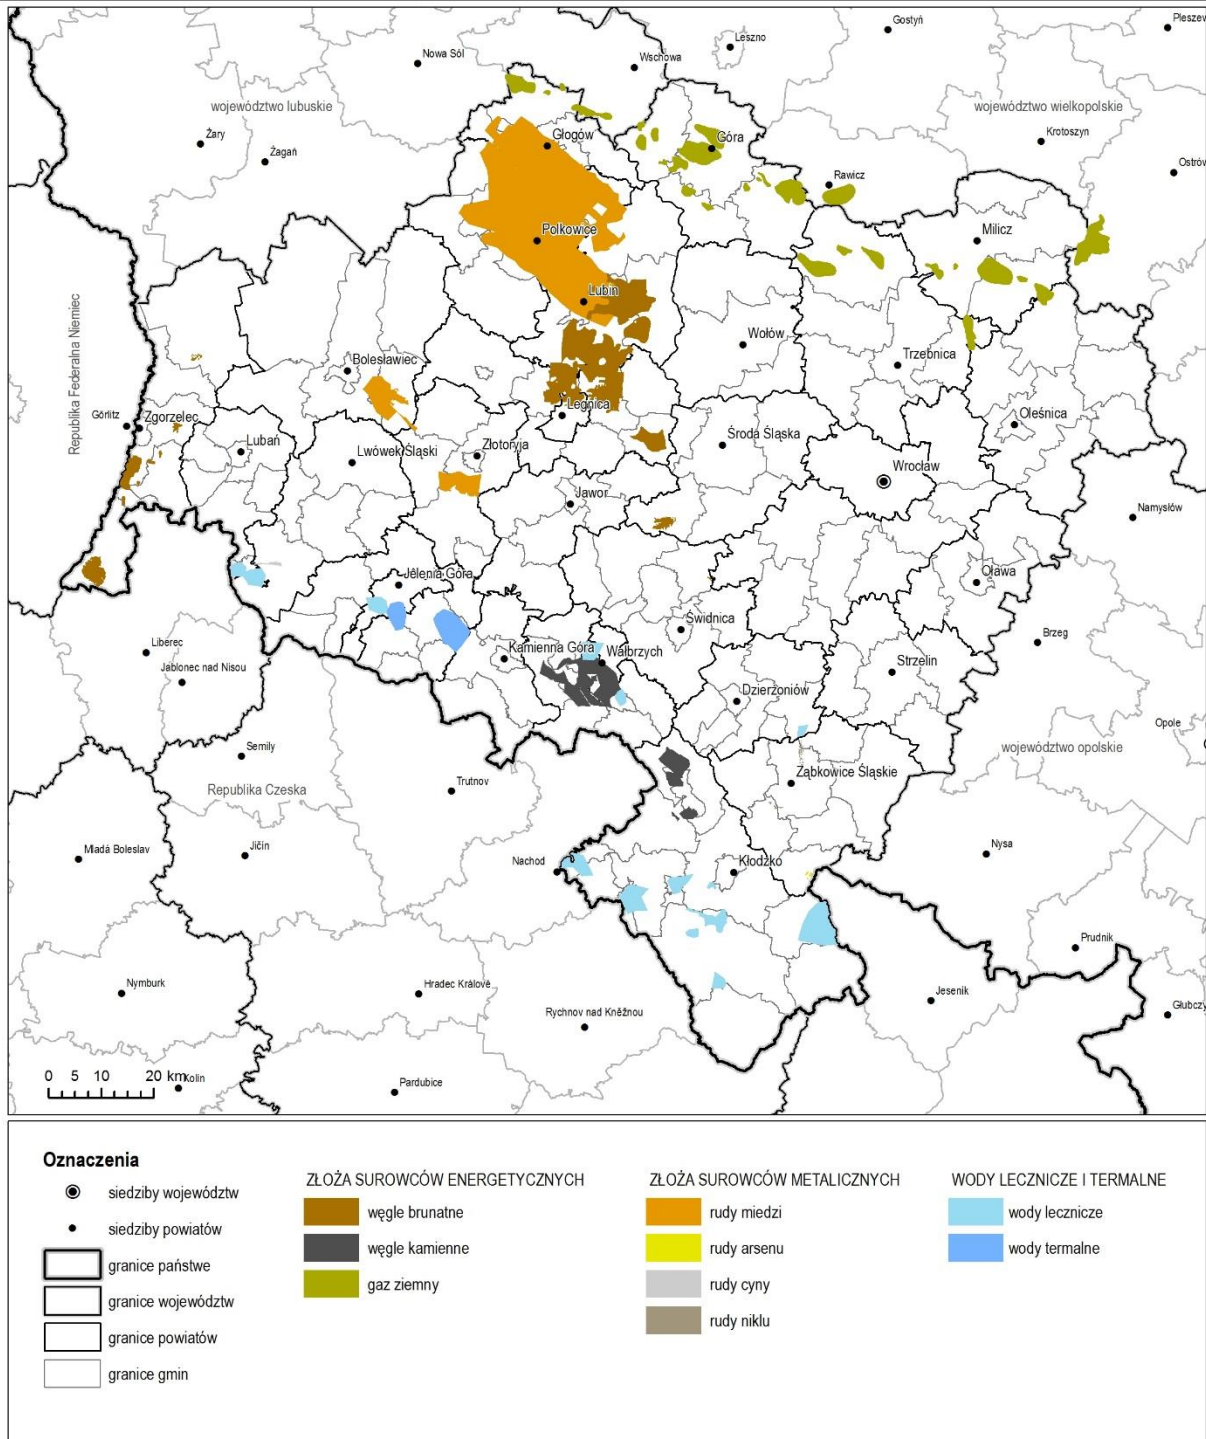 Gostyń
Pleszew
Leszno
Nowa Sól
Wschowa
województwo lubuskie
województwo wielkopolskie
Żary
Głogów
Góra
Krotoszyn
Żagań
Ostrów
Rawicz
Polkowice
Milicz
Republika Federalna Niemiec
Lubin
Wołów
Bolesławiec
Trzebnica
Legnica
Görlitz
Zgorzelec
Oleśnica
Lubań
Złotoryja
Środa Śląska
Lwówek Śląski
Wrocław
Jawor
Namysłów
Jelenia Góra
Oława
Świdnica
Liberec
Kamienna Góra
Wałbrzych
Brzeg
Jablonec nad Nisou
Strzelin
Dzierżoniów
Opole
Semily
województwo opolskie
Republika Czeska
Trutnov
Ząbkowice Śląskie
Mladá Boleslav
Jičín
Nachod
Kłodzko
Nysa
Prudnik
Nymburk
Hradec Králové
Jesenik
Rychnov nad Kněžnou
Głubczy
0 5 10 20 km
Kolin
Pardubice
Oznaczenia
siedziby województw
siedziby powiatów
granice państwe
granice województw
granice powiatów
granice gmin
ZŁOŻA SUROWCÓW ENERGETYCZNYCH
węgle brunatne
węgle kamienne
gaz ziemny
ZŁOŻA SUROWCÓW METALICZNYCH
rudy miedzi
rudy arsenu
rudy cyny
rudy niklu
WODY LECZNICZE I TERMALNE
wody lecznicze
wody termalne